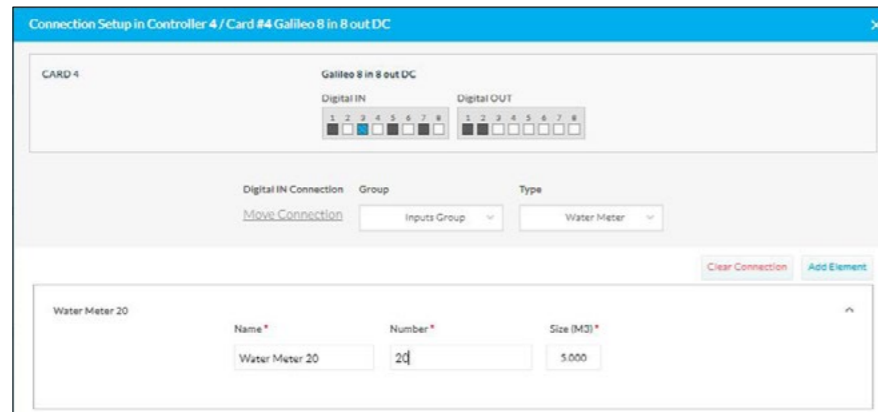 Connection Setup in Controller 4 / Card #4 Galileo 8 in 8 out DC ×
CARD 4 Galileo 8 in 8 out DC
Digital IN Digital OUT
1 2 3 4 5 6 7 8 1 2 3 4 5 6 7 8
Digital IN Connection Group Type
Move Connection Inputs Group Water Meter
Clear Connection Add Element
Water Meter 20
Name* Number* Size (M3)*
Water Meter 20 20 5.000